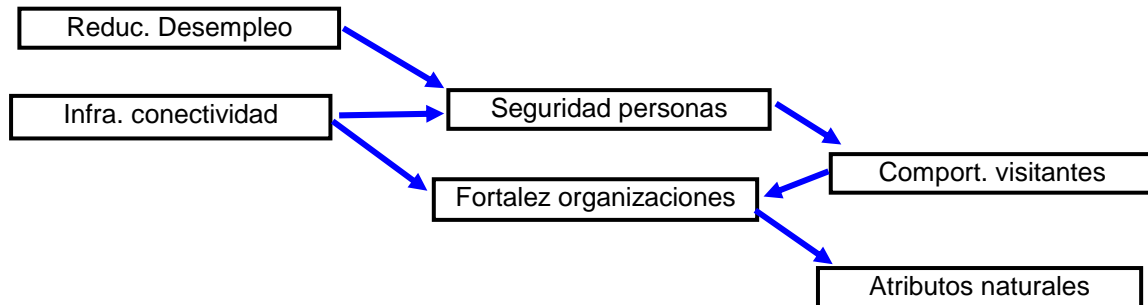 Reduc. Desempleo
Infra. conectividad
Seguridad personas
Comport. visitantes
Fortalez organizaciones
Atributos naturales